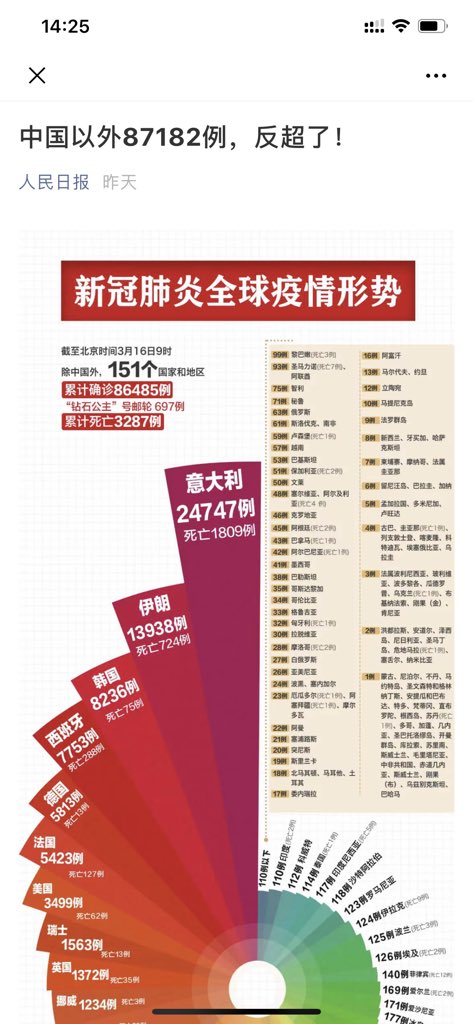 14:25
中国以外87182例，反超了！
人民日报 昨天
新冠肺炎全球疫情形势
截至北京时间3月16日9时
除中国外，151个国家和地区
累计确诊86485例
“钻石公主”号邮轮 697例
累计死亡3287例
意大利
24747例
死亡1809例
伊朗
13938例
死亡724例
韩国
8236例
死亡75例
西班牙
7753例
死亡288例
德国
5813例
死亡13例
法国
5423例
死亡127例
美国
3499例
死亡62例
瑞士
1563例
死亡13例
英国
1372例
死亡35例
挪威
1234例
死亡3例
99例 黎巴嫩(死亡3例)
93例 圣马力诺(死亡7例)、
阿联酋
75例 智利
71例 秘鲁
63例 俄罗斯
61例 斯洛伐克、南非
59例 卢森堡(死亡1例)
57例 越南
53例 巴基斯坦
51例 保加利亚(死亡2例)
50例 文莱
48例 塞尔维亚、阿尔及利
亚(死亡4 例)
46例 克罗地亚
45例 阿根廷(死亡2例)
43例 巴拿马(死亡1例)
42例 阿尔巴尼亚(死亡1例)
41例 墨西哥
38例 巴勒斯坦
35例 哥斯达黎加
34例 哥伦比亚
33例 格鲁吉亚
32例 匈牙利(死亡1例)
30例 拉脱维亚
28例 摩洛哥(死亡2例)
27例 白俄罗斯
26例 亚美尼亚
24例 波黑、塞内加尔
23例 厄瓜多尔(死亡1例)、阿
塞拜疆(死亡1例)、摩尔
多瓦
22例 阿曼
21例 塞浦路斯
20例 突尼斯
19例 斯里兰卡
18例 北马其顿、马耳他、土
耳其
17例 委内瑞拉
16例 阿富汗
13例 马尔代夫、约旦
12例 立陶宛
10例 马提尼克岛
9例 法罗群岛
8例 新西兰、牙买加、哈萨
克斯坦
7例 柬埔寨、摩纳哥、法属
圭亚那
6例 留尼汪岛、巴拉圭、加纳
5例 孟加拉国、多米尼加、
卢旺达
4例 古巴、圭亚那(死亡1例)、
列支敦士登、喀麦隆、科
特迪瓦、埃塞俄比亚、乌
拉圭
3例 法属波利尼西亚、玻利维
亚、波多黎各、瓜德罗
普、乌克兰(死亡1例)、布
基纳法索、刚果（金）、
肯尼亚
2例 洪都拉斯、安道尔、泽西
岛、尼日利亚、圣马丁
岛、危地马拉(死亡1例)、
塞舌尔、纳米比亚
1例 蒙古、尼泊尔、不丹、马
约特岛、圣文森特和格林
纳丁斯、安提瓜和巴布
达、特多、梵蒂冈、直布
罗陀、根西岛、苏丹(死亡
1例)、多哥、加蓬、几内
亚、圣巴托洛缪岛、开曼
群岛、库拉索、苏里南、
斯威士兰、毛里塔尼亚、
中非共和国、赤道几内
亚、斯威士兰、刚果
（布）、乌兹别克斯坦、
巴哈马
110例以下
110例 印度(死亡2例)
112例 科威特
114例 泰国(死亡1例)
117例 印度尼西亚(死亡5例)
118例 沙特阿拉伯
123例 罗马尼亚
124例 伊拉克(死亡9例)
125例 波兰(死亡3例)
126例 埃及(死亡2例)
140例 菲律宾(死亡12例)
169例 爱尔兰(死亡2例)
171例 爱沙尼亚
177例 冰岛